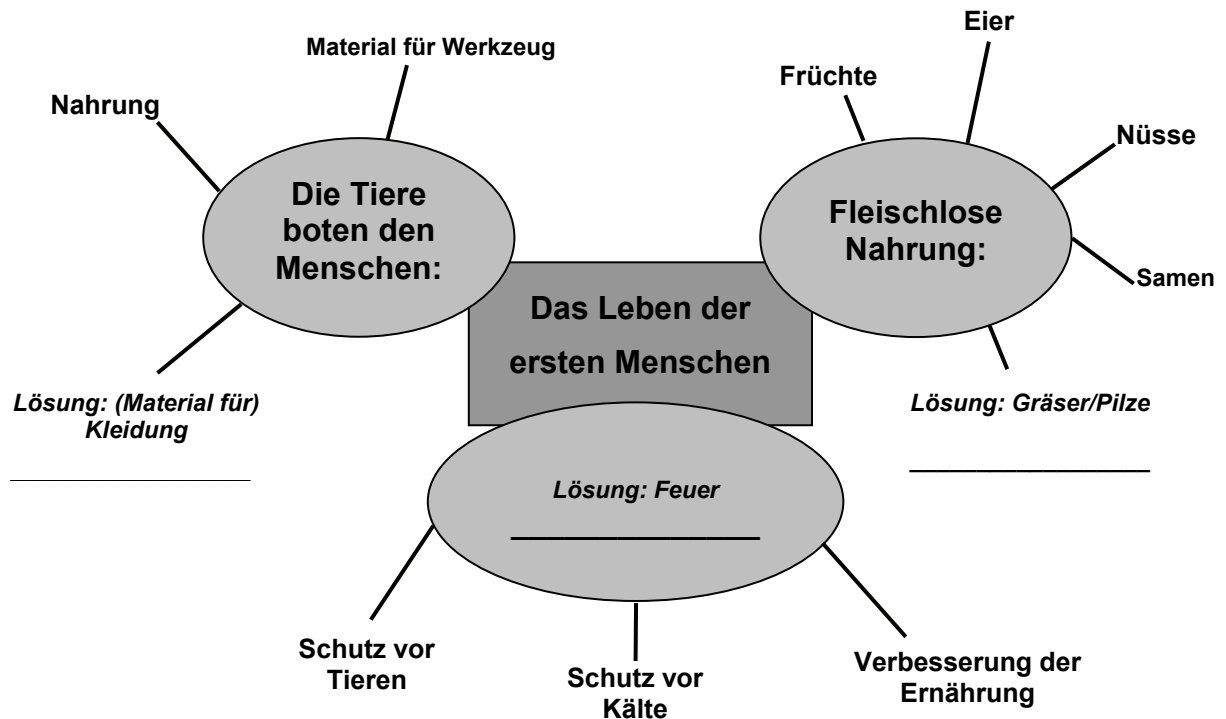 Eier
Material für Werkzeug
Früchte
Nahrung
Nüsse
Die Tiere
boten den
Menschen:
Fleischlose
Nahrung:
Samen
Das Leben der
ersten Menschen
Lösung: (Material für)
Kleidung
Lösung: Gräser/Pilze
Lösung: Feuer
Schutz vor
Tieren
Schutz vor
Kälte
Verbesserung der
Ernährung